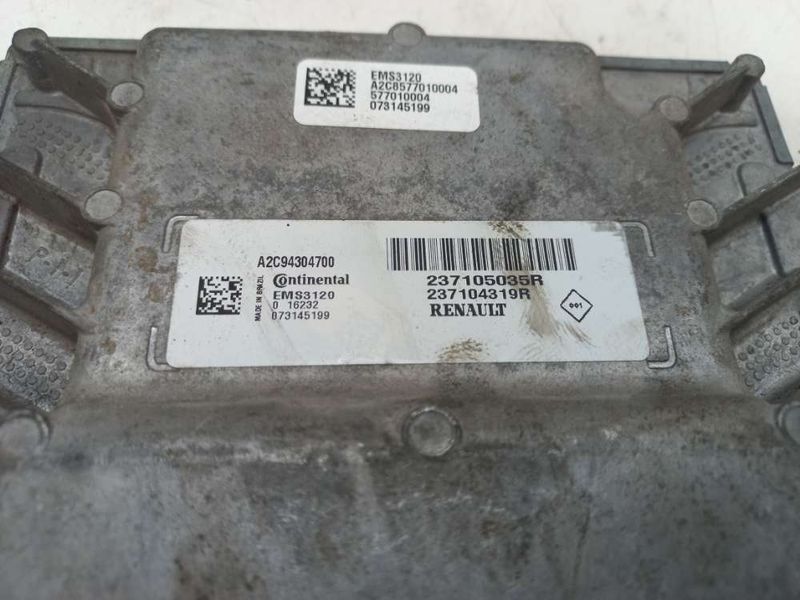 EMS3120
A2C8577010004
577010004
073145199
A2C94304700
MADE IN BRAZIL
Continental
EMS3120
0 16232
073145199
237105035R
237104319R
RENAULT
001